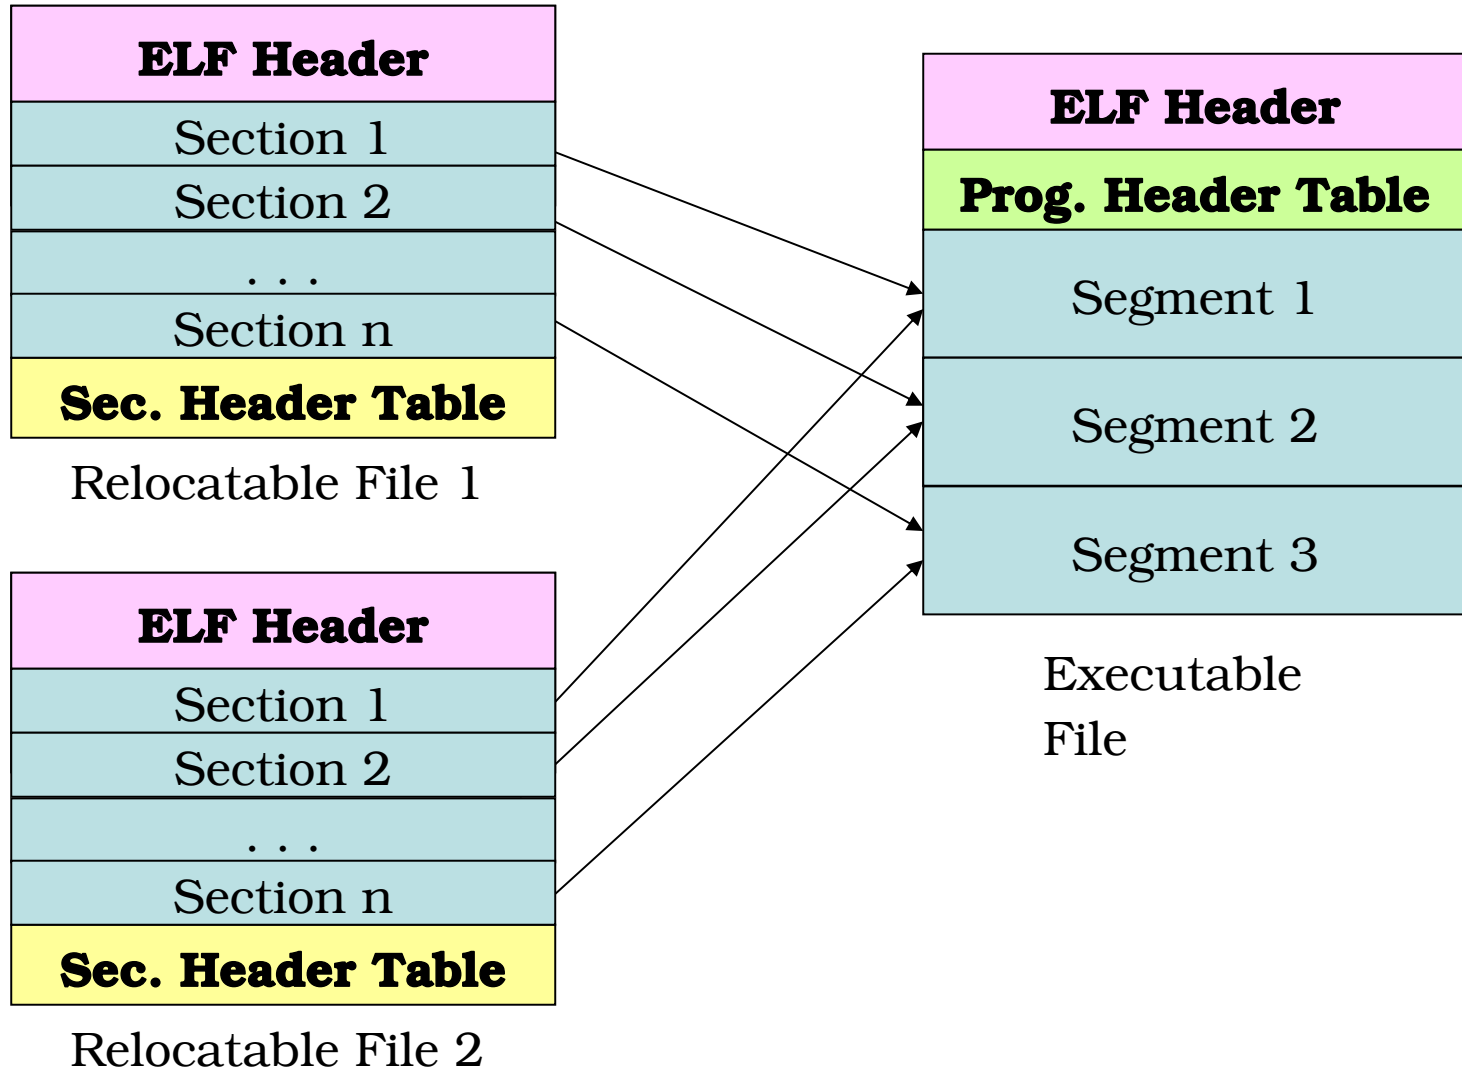 ELF Header
Section 1
Section 2
. . .
Section n
Sec. Header Table
Relocatable File 1
ELF Header
Section 1
Section 2
. . .
Section n
Sec. Header Table
Relocatable File 2
ELF Header
Prog. Header Table
Segment 1
Segment 2
Segment 3
Executable
File